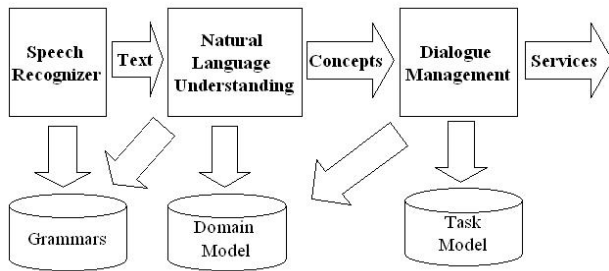 Speech
Recognizer
Text
Natural
Language
Understanding
Concepts
Dialogue
Management
Services
Grammars
Domain
Model
Task
Model